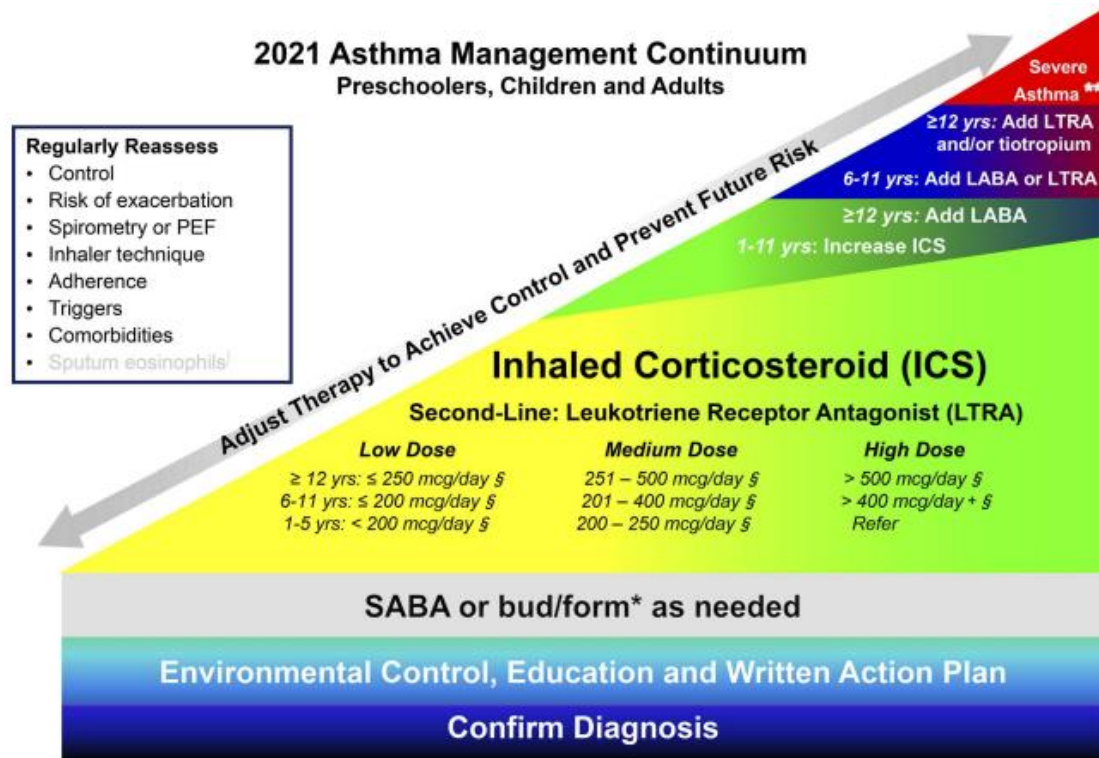 2021 Asthma Management Continuum
Preschoolers, Children and Adults
Regularly Reassess
• Control
• Risk of exacerbation
• Spirometry or PEF
• Inhaler technique
• Adherence
• Triggers
• Comorbidities
• Sputum eosinophils
Adjust Therapy to Achieve Control and Prevent Future Risk
Severe
Asthma **
≥12 yrs: Add LTRA
and/or tiotropium
6-11 yrs: Add LABA or LTRA
≥12 yrs: Add LABA
1-11 yrs: Increase ICS
Inhaled Corticosteroid (ICS)
Second-Line: Leukotriene Receptor Antagonist (LTRA)
Low Dose Medium Dose High Dose
≥ 12 yrs: ≤ 250 mcg/day § 251 – 500 mcg/day § > 500 mcg/day §
6-11 yrs: ≤ 200 mcg/day § 201 – 400 mcg/day § > 400 mcg/day + §
1-5 yrs: < 200 mcg/day § 200 – 250 mcg/day § Refer
SABA or bud/form* as needed
Environmental Control, Education and Written Action Plan
Confirm Diagnosis